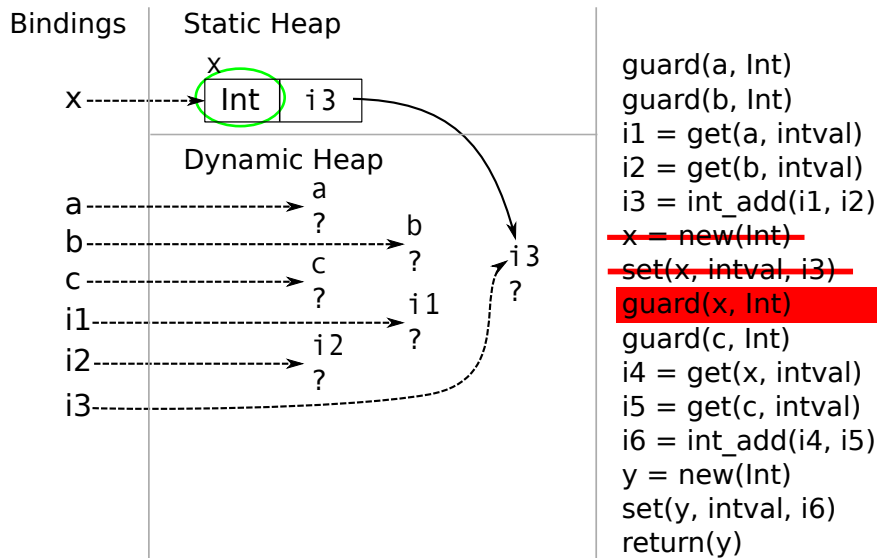 Bindings
Static Heap
x
x
Int
i3
Dynamic Heap
a
a
?
b
b
?
c
c
?
i3
?
i1
i1
?
i2
i2
?
i3
guard(a, Int)
guard(b, Int)
i1 = get(a, intval)
i2 = get(b, intval)
i3 = int_add(i1, i2)
x = new(Int)
set(x, intval, i3)
guard(x, Int)
guard(c, Int)
i4 = get(x, intval)
i5 = get(c, intval)
i6 = int_add(i4, i5)
y = new(Int)
set(y, intval, i6)
return(y)